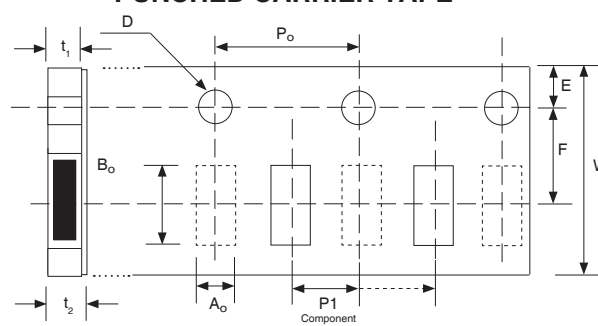 PUNCHED CARRIER TAPE
D
Po
t1
E
F
W
Bo
t2
Ao
P1
Component